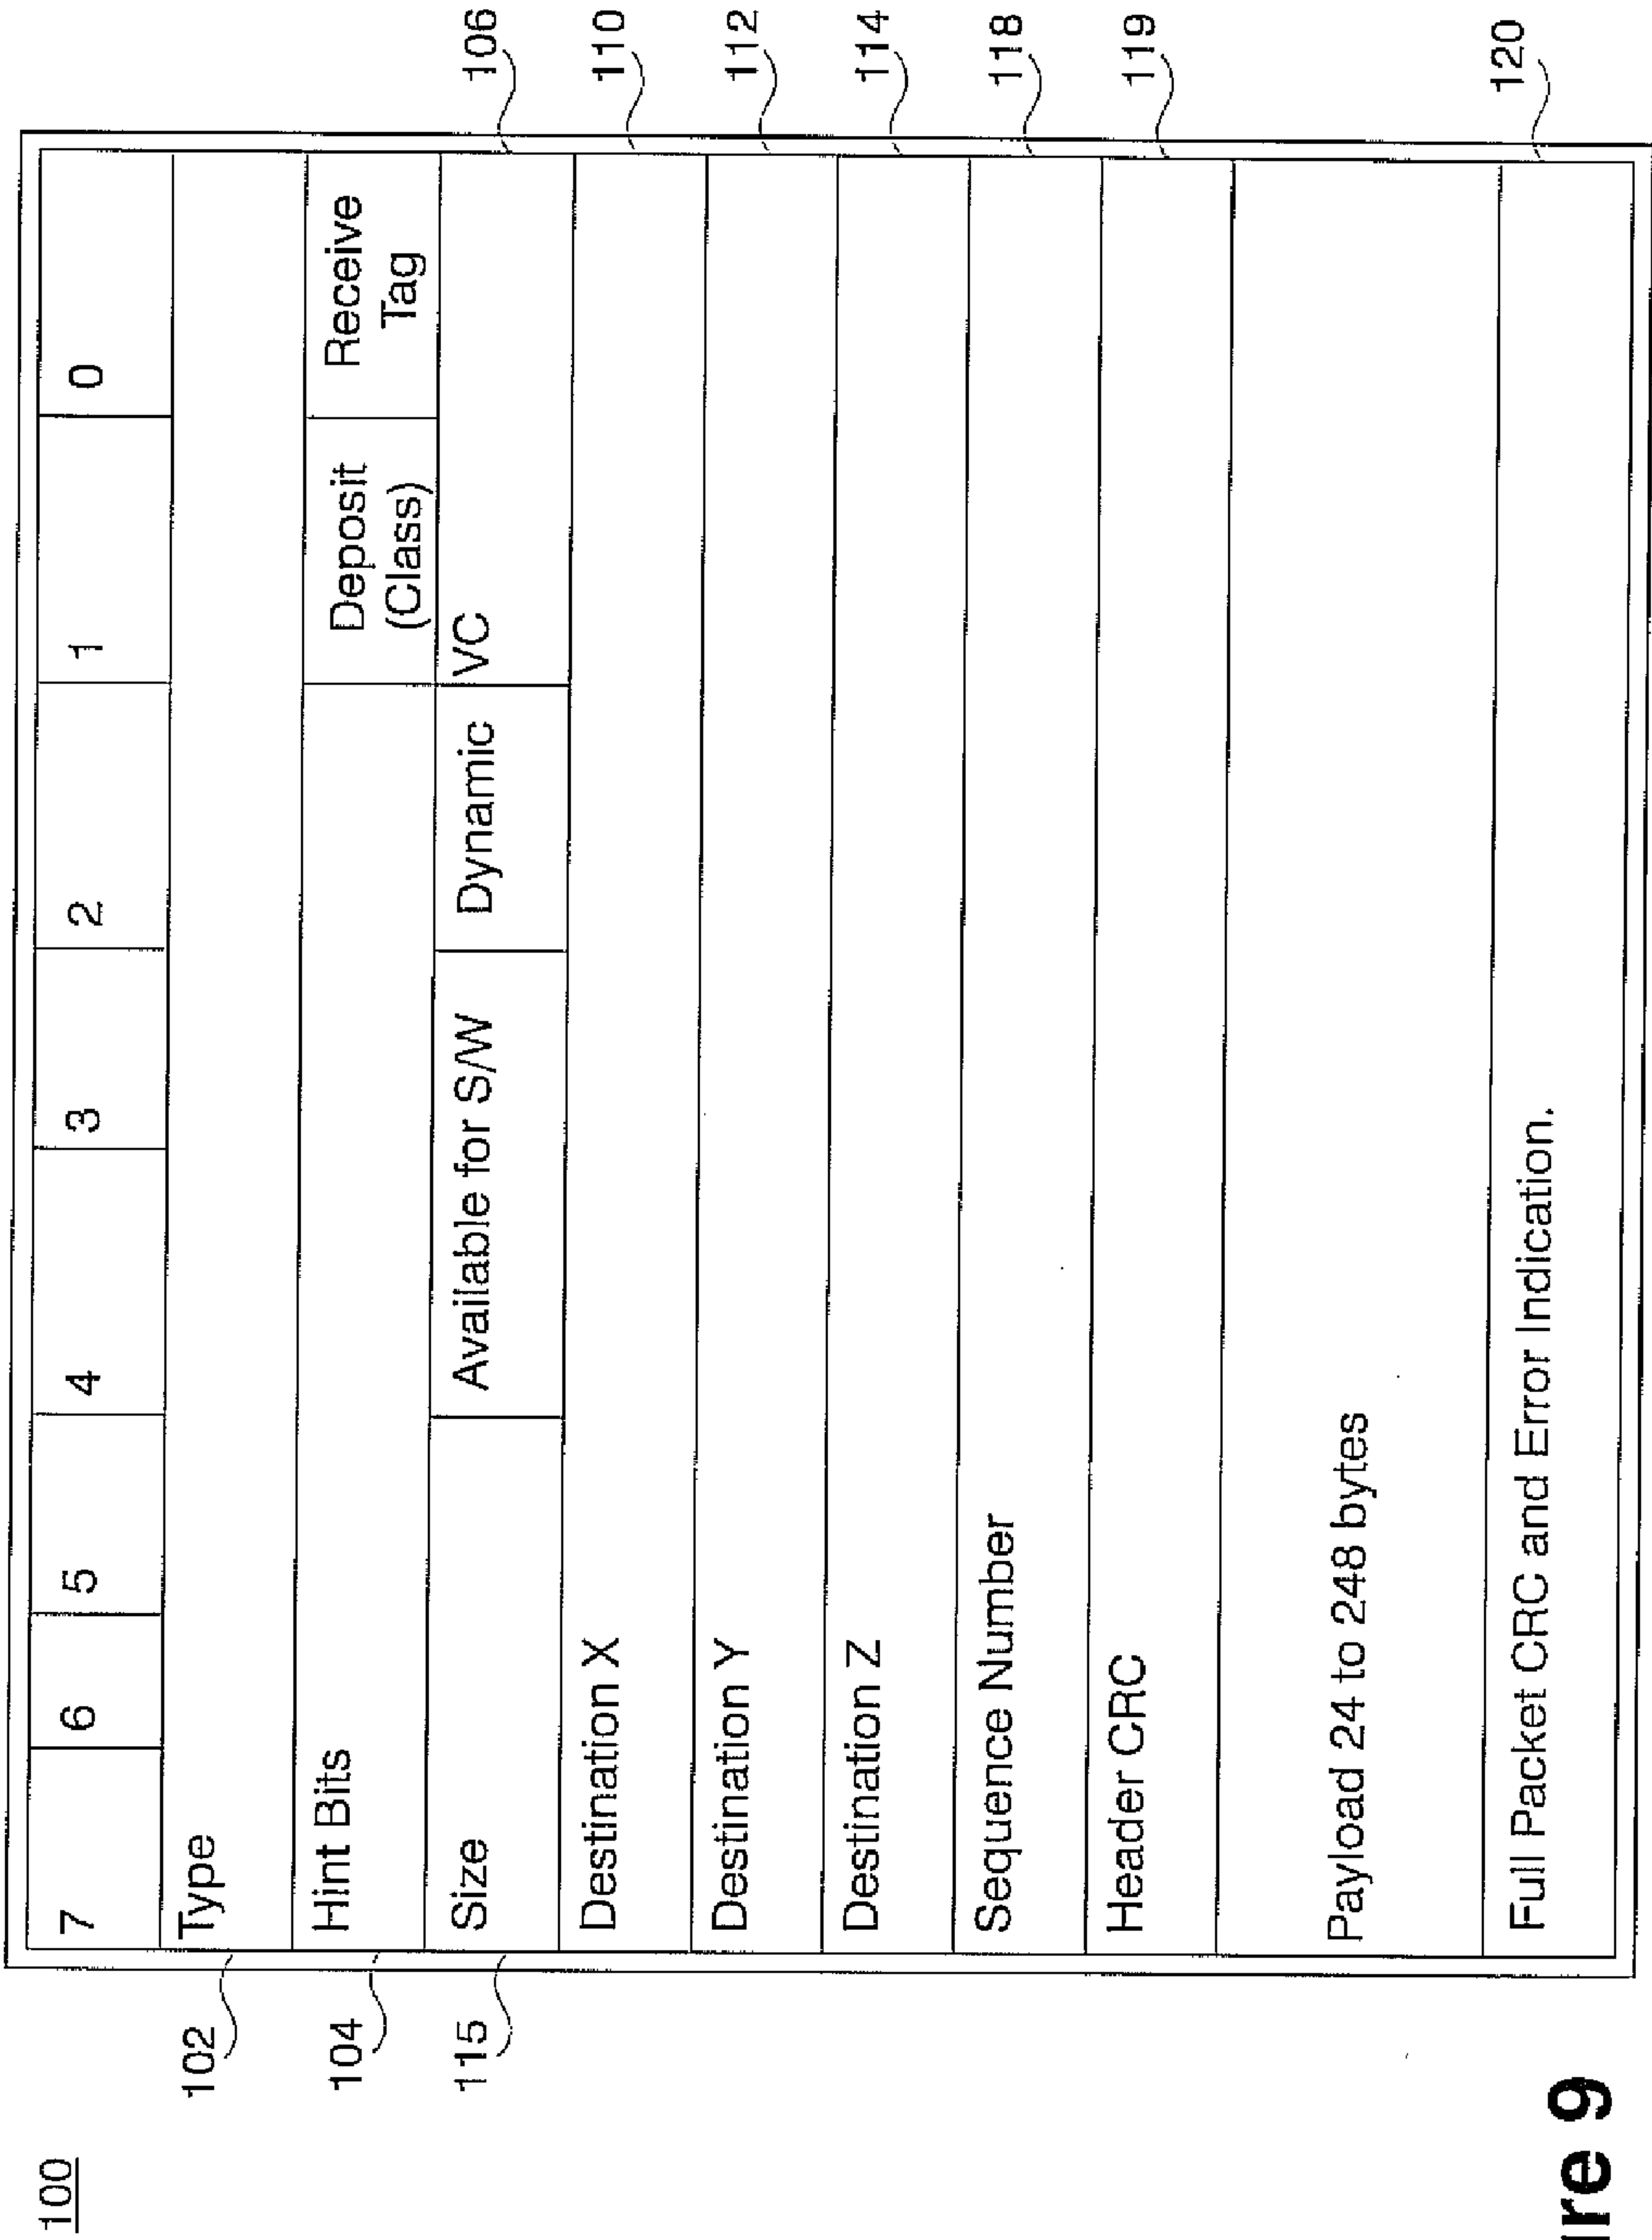 100
7 6 5 4 3 2 1 0
102 Type
104 Hint Bits Deposit (Class) Receive Tag
115 Size Available for S/W Dynamic VC 106
Destination X 110
Destination Y 112
Destination Z 114
Sequence Number 118
Header CRC 119
Payload 24 to 248 bytes
Full Packet CRC and Error Indication. 120
9